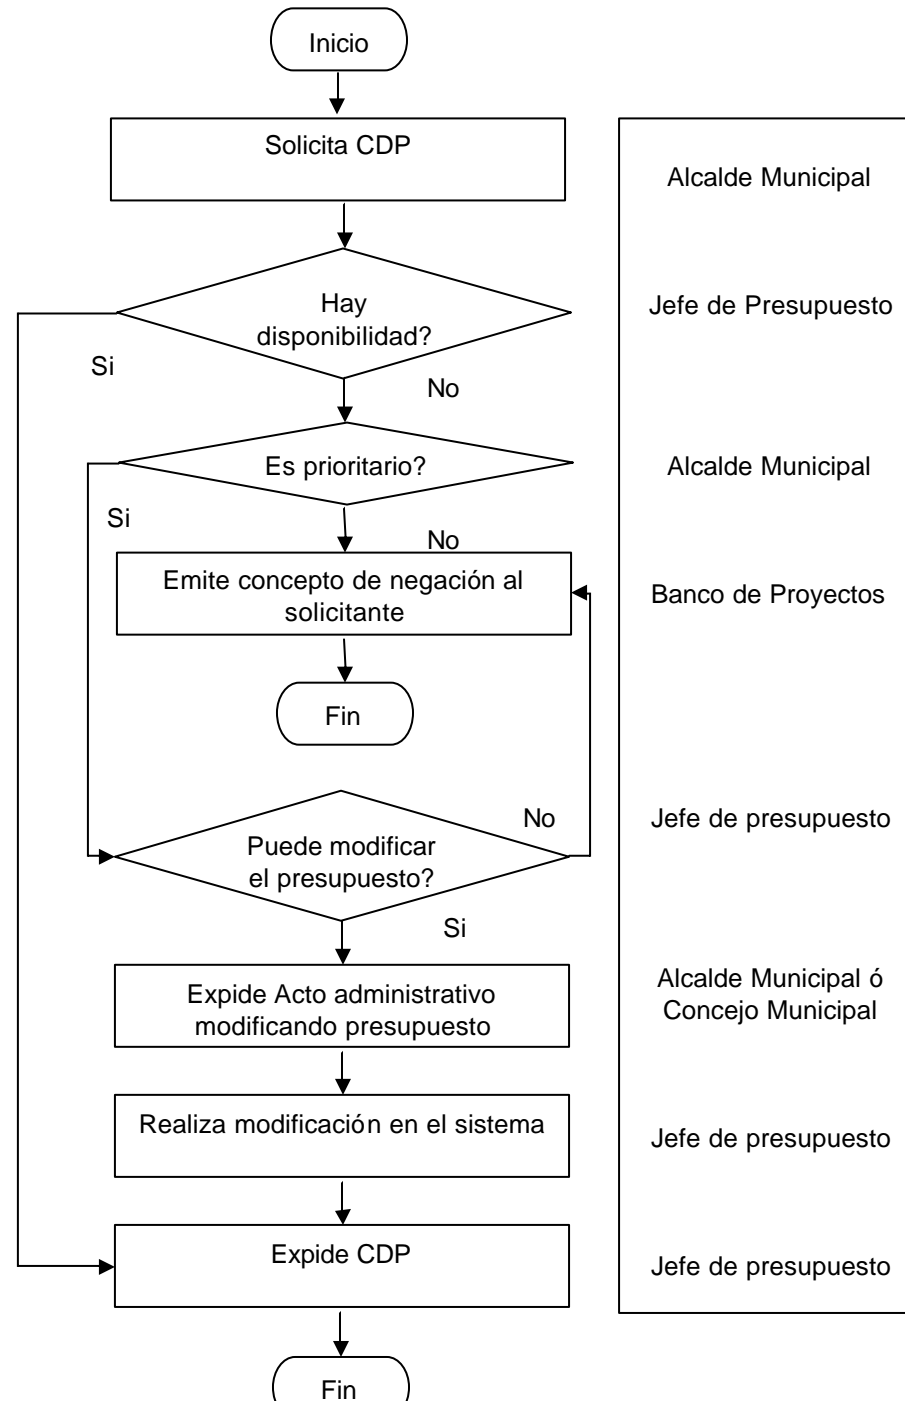 Inicio
Solicita CDP
Alcalde Municipal
Hay
disponibilidad?
Jefe de Presupuesto
Si
No
Es prioritario?
Alcalde Municipal
Si
No
Emite concepto de negación al
solicitante
Banco de Proyectos
Fin
No
Jefe de presupuesto
Puede modificar
el presupuesto?
Si
Expide Acto administrativo
modificando presupuesto
Alcalde Municipal ó
Concejo Municipal
Realiza modificación en el sistema
Jefe de presupuesto
Expide CDP
Jefe de presupuesto
Fin